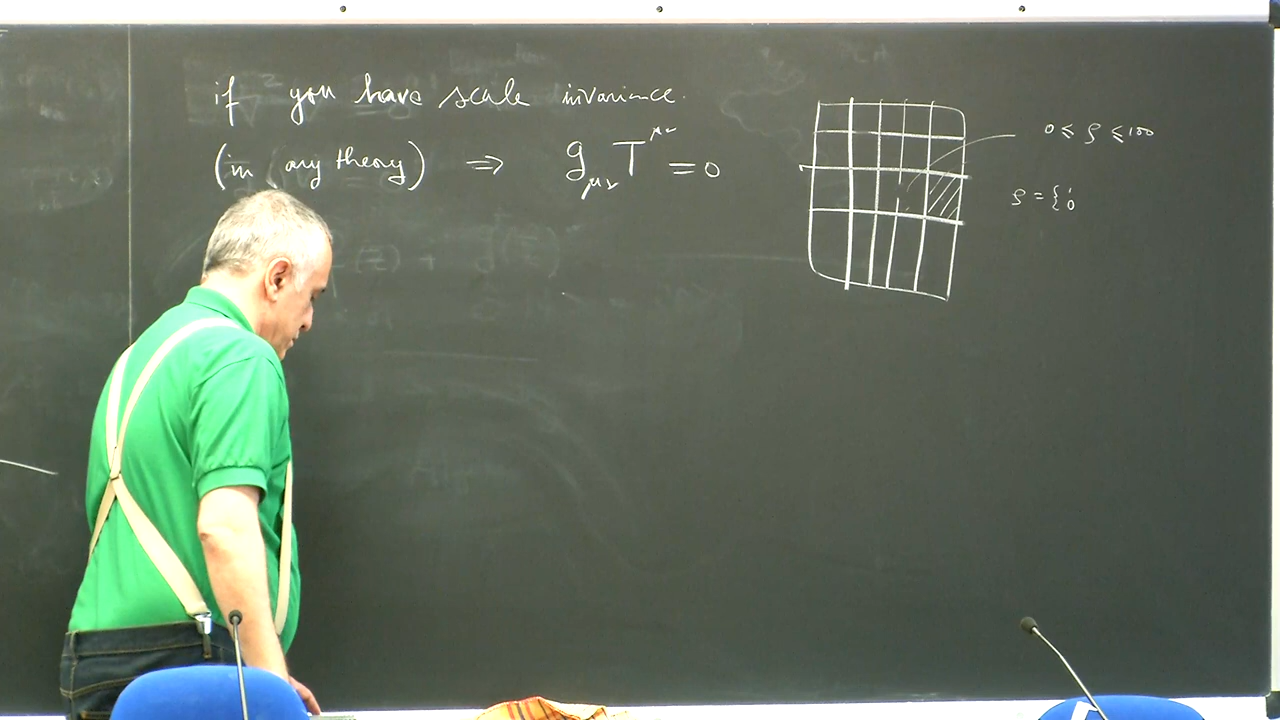 if you have scale invariance.
(in (any theory) ⇒ g_{μν} T^{μν} = 0
0 ≤ ρ ≤ 100
ρ = { 1 0